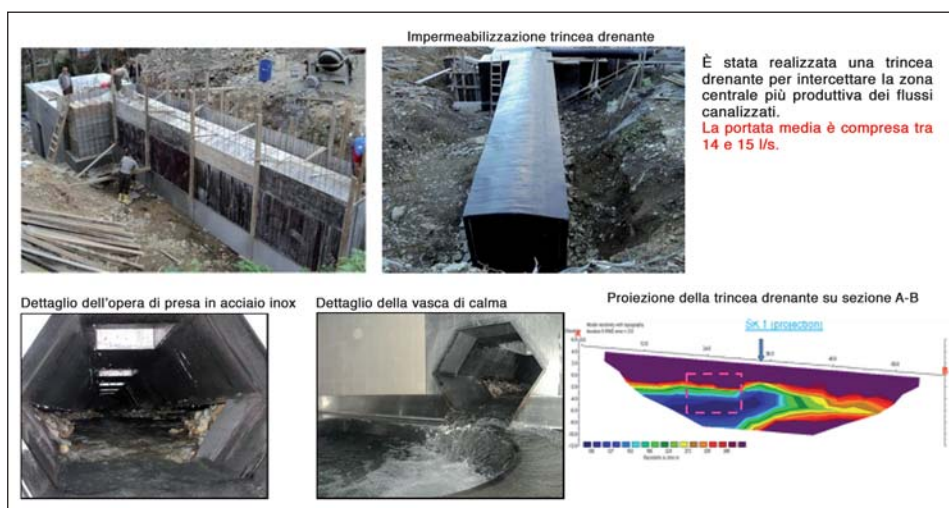 Impermeabilizzazione trincea drenante
È stata realizzata una trincea
drenante per intercettare la zona
centrale più produttiva dei flussi
canalizzati.
La portata media è compresa tra
14 e 15 l/s.
Dettaglio dell'opera di presa in acciaio inox
Dettaglio della vasca di calma
Proiezione della trincea drenante su sezione A-B
SK.1 (projection)